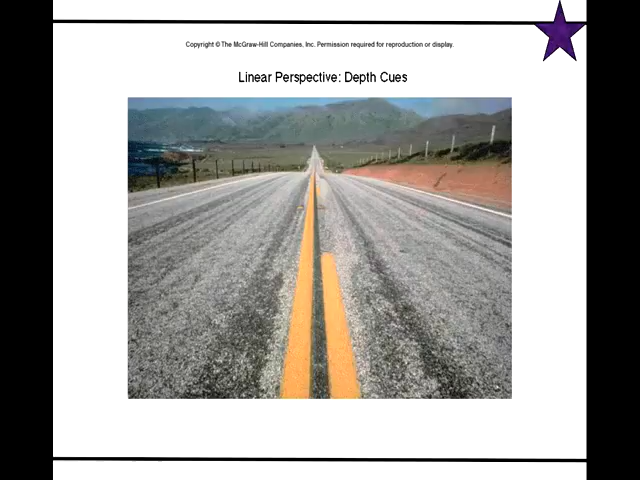 Copyright © The McGraw-Hill Companies, Inc. Permission required for reproduction or display.
Linear Perspective: Depth Cues